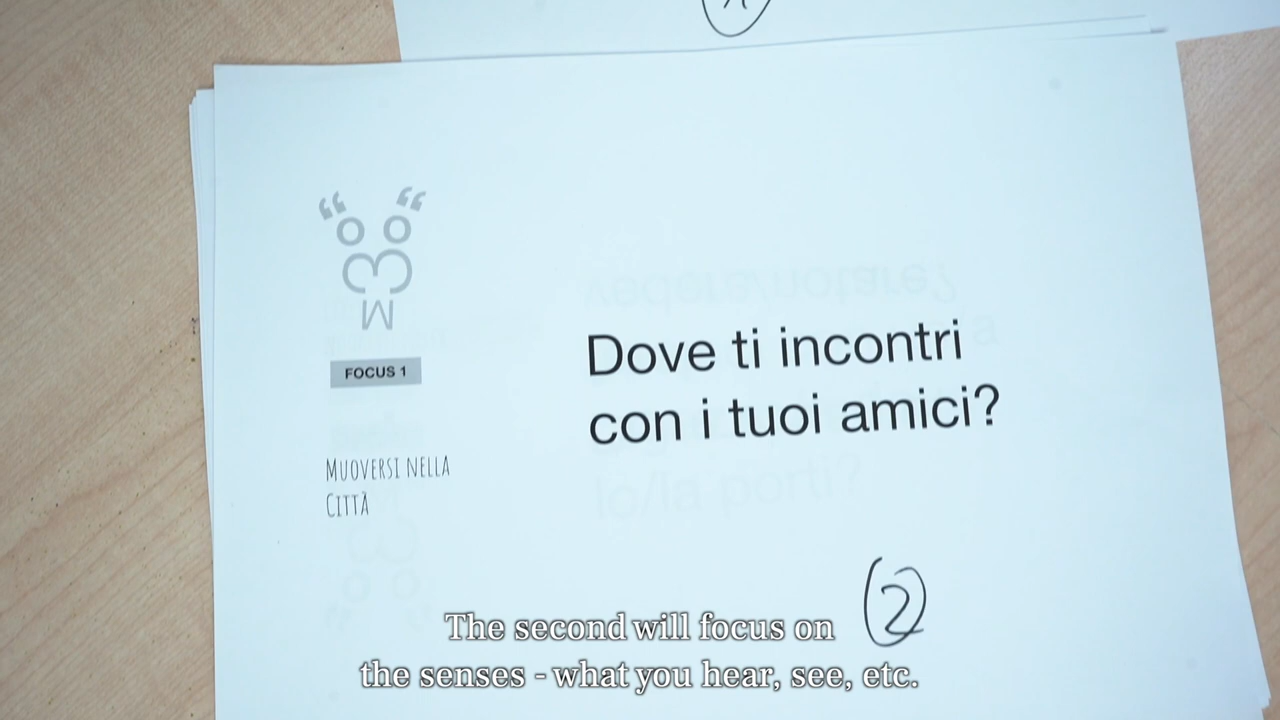 FOCUS 1
Muoversi nella
Città
Dove ti incontri
con i tuoi amici?
2
The second will focus on
the senses - what you hear, see, etc.